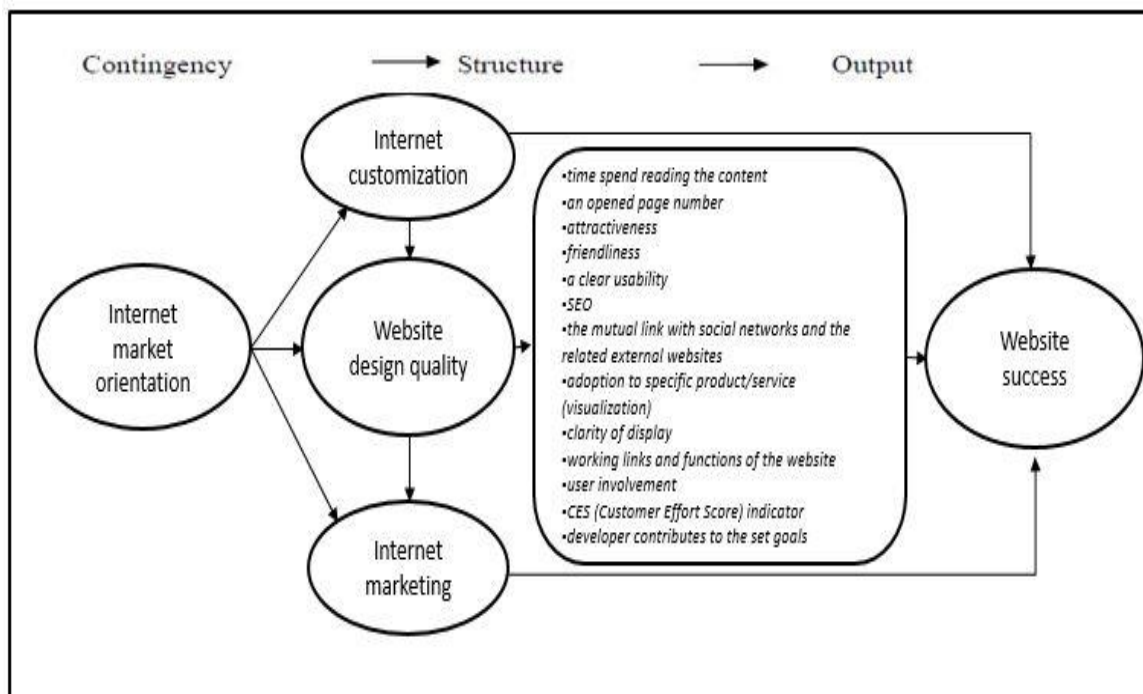 Contingency
Structure
Output
Internet
customization
Internet
market
orientation
Website
design quality
Internet
marketing
•time spend reading the content
•an opened page number
•attractiveness
•friendliness
•a clear usability
•SEO
•the mutual link with social networks and the
related external websites
•adoption to specific product/service
(visualization)
•clarity of display
•working links and functions of the website
•user involvement
•CES (Customer Effort Score) indicator
•developer contributes to the set goals
Website
success